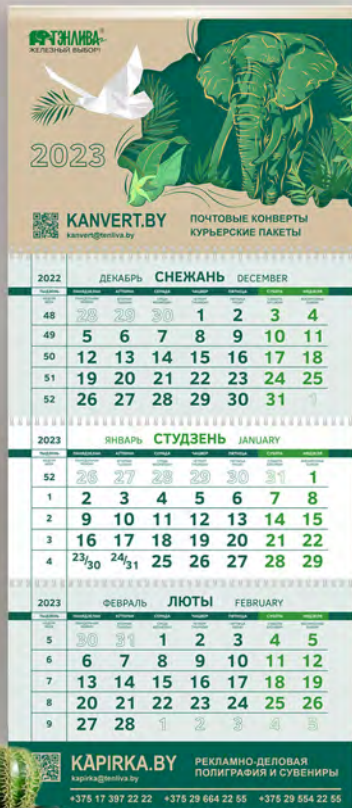 ТЭНЛИВА
ЖЕЛЕЗНЫЙ ВЫБОР!
2023
KANVERT.BY
kanvert@tenliva.by
ПОЧТОВЫЕ КОНВЕРТЫ
КУРЬЕРСКИЕ ПАКЕТЫ
2022 ДЕКАБРЬ СНЕЖАНЬ DECEMBER
48 28 29 30 1 2 3 4
49 5 6 7 8 9 10 11
50 12 13 14 15 16 17 18
51 19 20 21 22 23 24 25
52 26 27 28 29 30 31 1
2023 ЯНВАРЬ СТУДЗЕНЬ JANUARY
52 26 27 28 29 30 31 1
1 2 3 4 5 6 7 8
2 9 10 11 12 13 14 15
3 16 17 18 19 20 21 22
4 23/30 24/31 25 26 27 28 29
2023 ФЕВРАЛЬ ЛЮТЫ FEBRUARY
5 30 31 1 2 3 4 5
6 6 7 8 9 10 11 12
7 13 14 15 16 17 18 19
8 20 21 22 23 24 25 26
9 27 28 1 2 3 4 5
KAPIRKA.BY
kapirka@tenliva.by
РЕКЛАМНО-ДЕЛОВАЯ
ПОЛИГРАФИЯ И СУВЕНИРЫ
+375 17 397 22 22 +375 29 664 22 55 +375 29 554 22 55